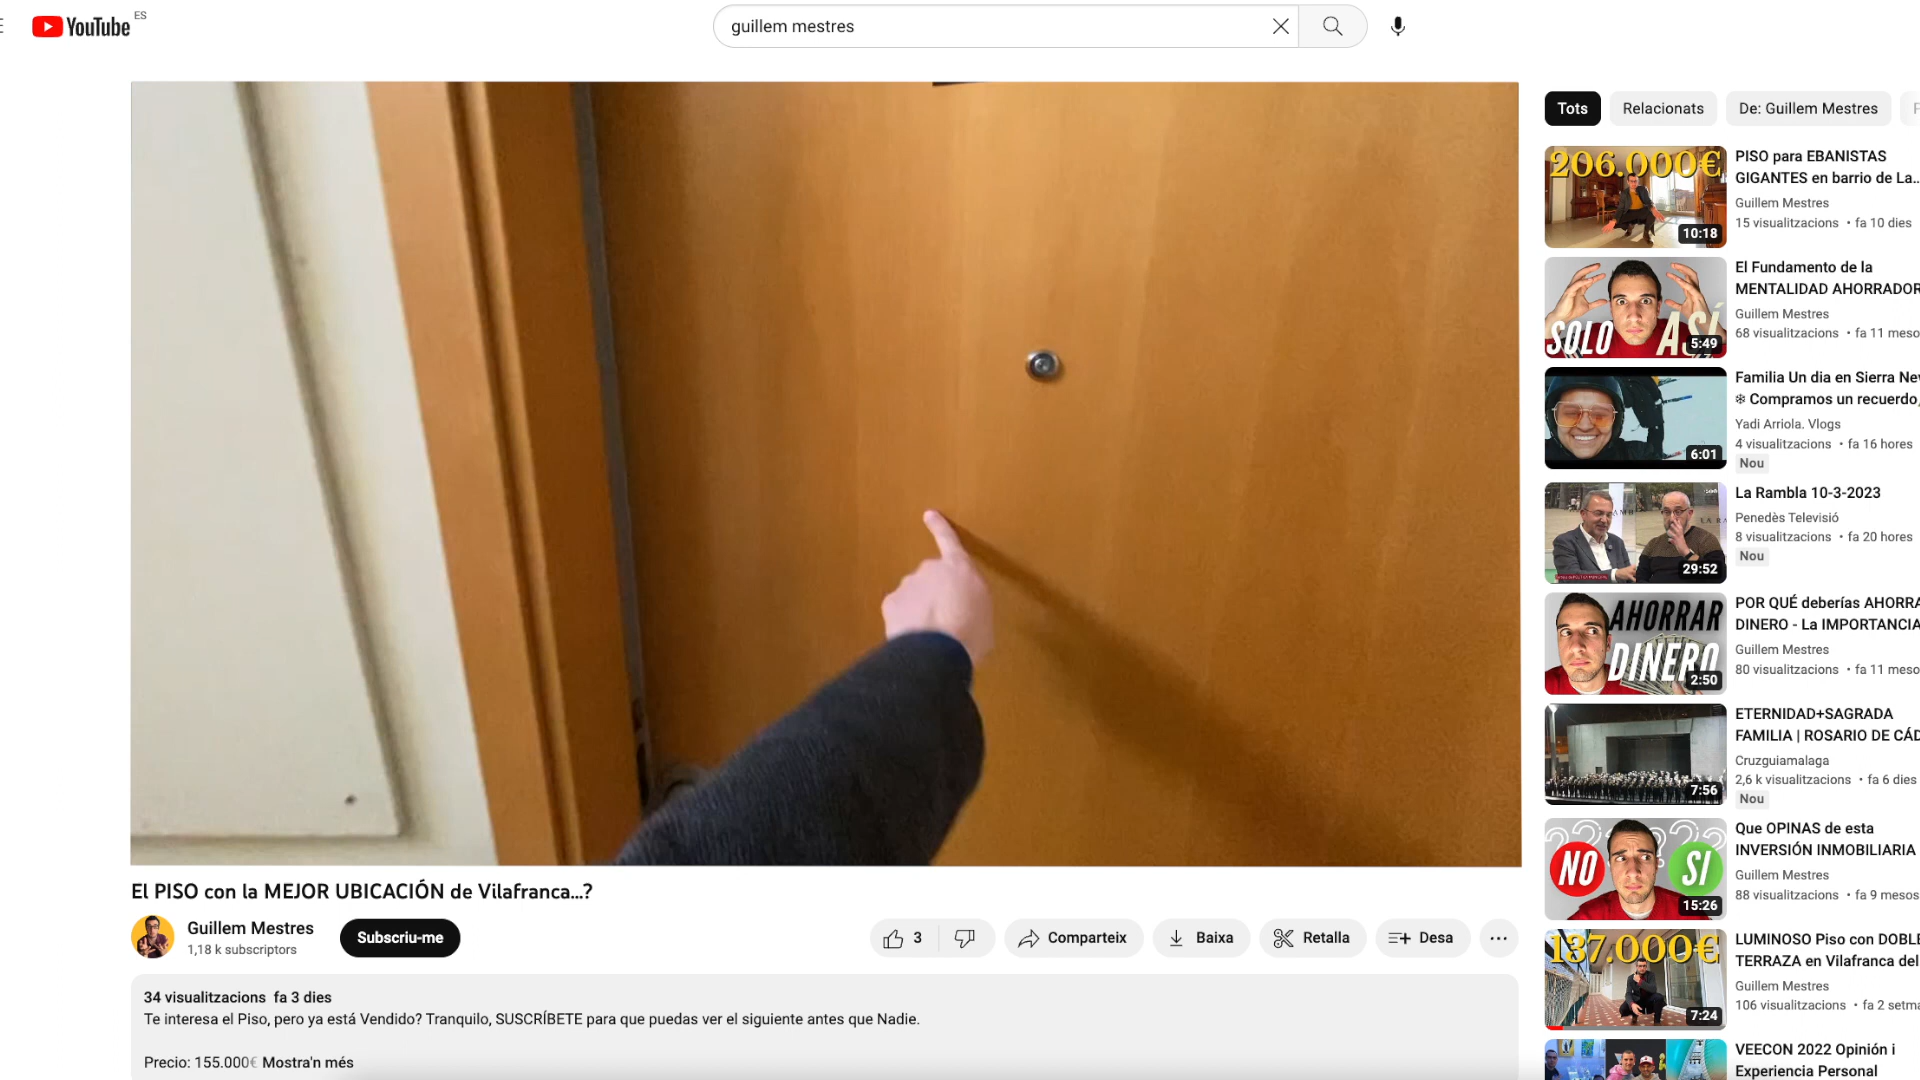 YouTube ES
guillem mestres
Tots
Relacionats
De: Guillem Mestres
206.000€
10:18
PISO para EBANISTAS
GIGANTES en barrio de La...
Guillem Mestres
15 visualitzacions • fa 10 dies
SOLO ASÍ
5:49
El Fundamento de la
MENTALIDAD AHORRADOR
Guillem Mestres
68 visualitzacions • fa 11 meso
6:01
Familia Un dia en Sierra Nev
❄ Compramos un recuerdo,
Yadi Arriola. Vlogs
4 visualitzacions • fa 16 hores
Nou
29:52
La Rambla 10-3-2023
Penedès Televisió
8 visualitzacions • fa 20 hores
Nou
AHORRAR
DINERO
2:50
POR QUÉ deberías AHORRA
DINERO - La IMPORTANCIA
Guillem Mestres
80 visualitzacions • fa 11 meso
7:56
ETERNIDAD+SAGRADA
FAMILIA | ROSARIO DE CÁD
Cruzguiamalaga
2,6 k visualitzacions • fa 6 dies
Nou
???
???
NO
SI
15:26
Que OPINAS de esta
INVERSIÓN INMOBILIARIA
Guillem Mestres
88 visualitzacions • fa 9 mesos
137.000€
7:24
LUMINOSO Piso con DOBLE
TERRAZA en Vilafranca del
Guillem Mestres
106 visualitzacions • fa 2 setma
VEECON 2022 Opinión i
Experiencia Personal
El PISO con la MEJOR UBICACIÓN de Vilafranca...?
Guillem Mestres
1,18 k subscriptors
Subscriu-me
3
Comparteix
Baixa
Retalla
Desa
34 visualitzacions fa 3 dies
Te interesa el Piso, pero ya está Vendido? Tranquilo, SUSCRÍBETE para que puedas ver el siguiente antes que Nadie.
Precio: 155.000€ Mostra'n més